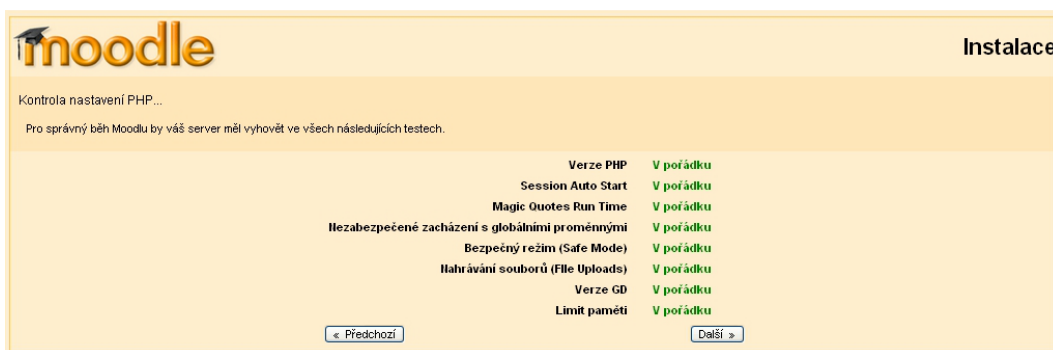 moodle
Instalace
Kontrola nastavení PHP...
Pro správný běh Moodlu by váš server měl vyhovět ve všech následujících testech.
Verze PHP V pořádku
Session Auto Start V pořádku
Magic Quotes Run Time V pořádku
Nezabezpečené zacházení s globálními proměnnými V pořádku
Bezpečný režim (Safe Mode) V pořádku
Nahrávání souborů (FIle Uploads) V pořádku
Verze GD V pořádku
Limit paměti V pořádku
« Předchozí Další »